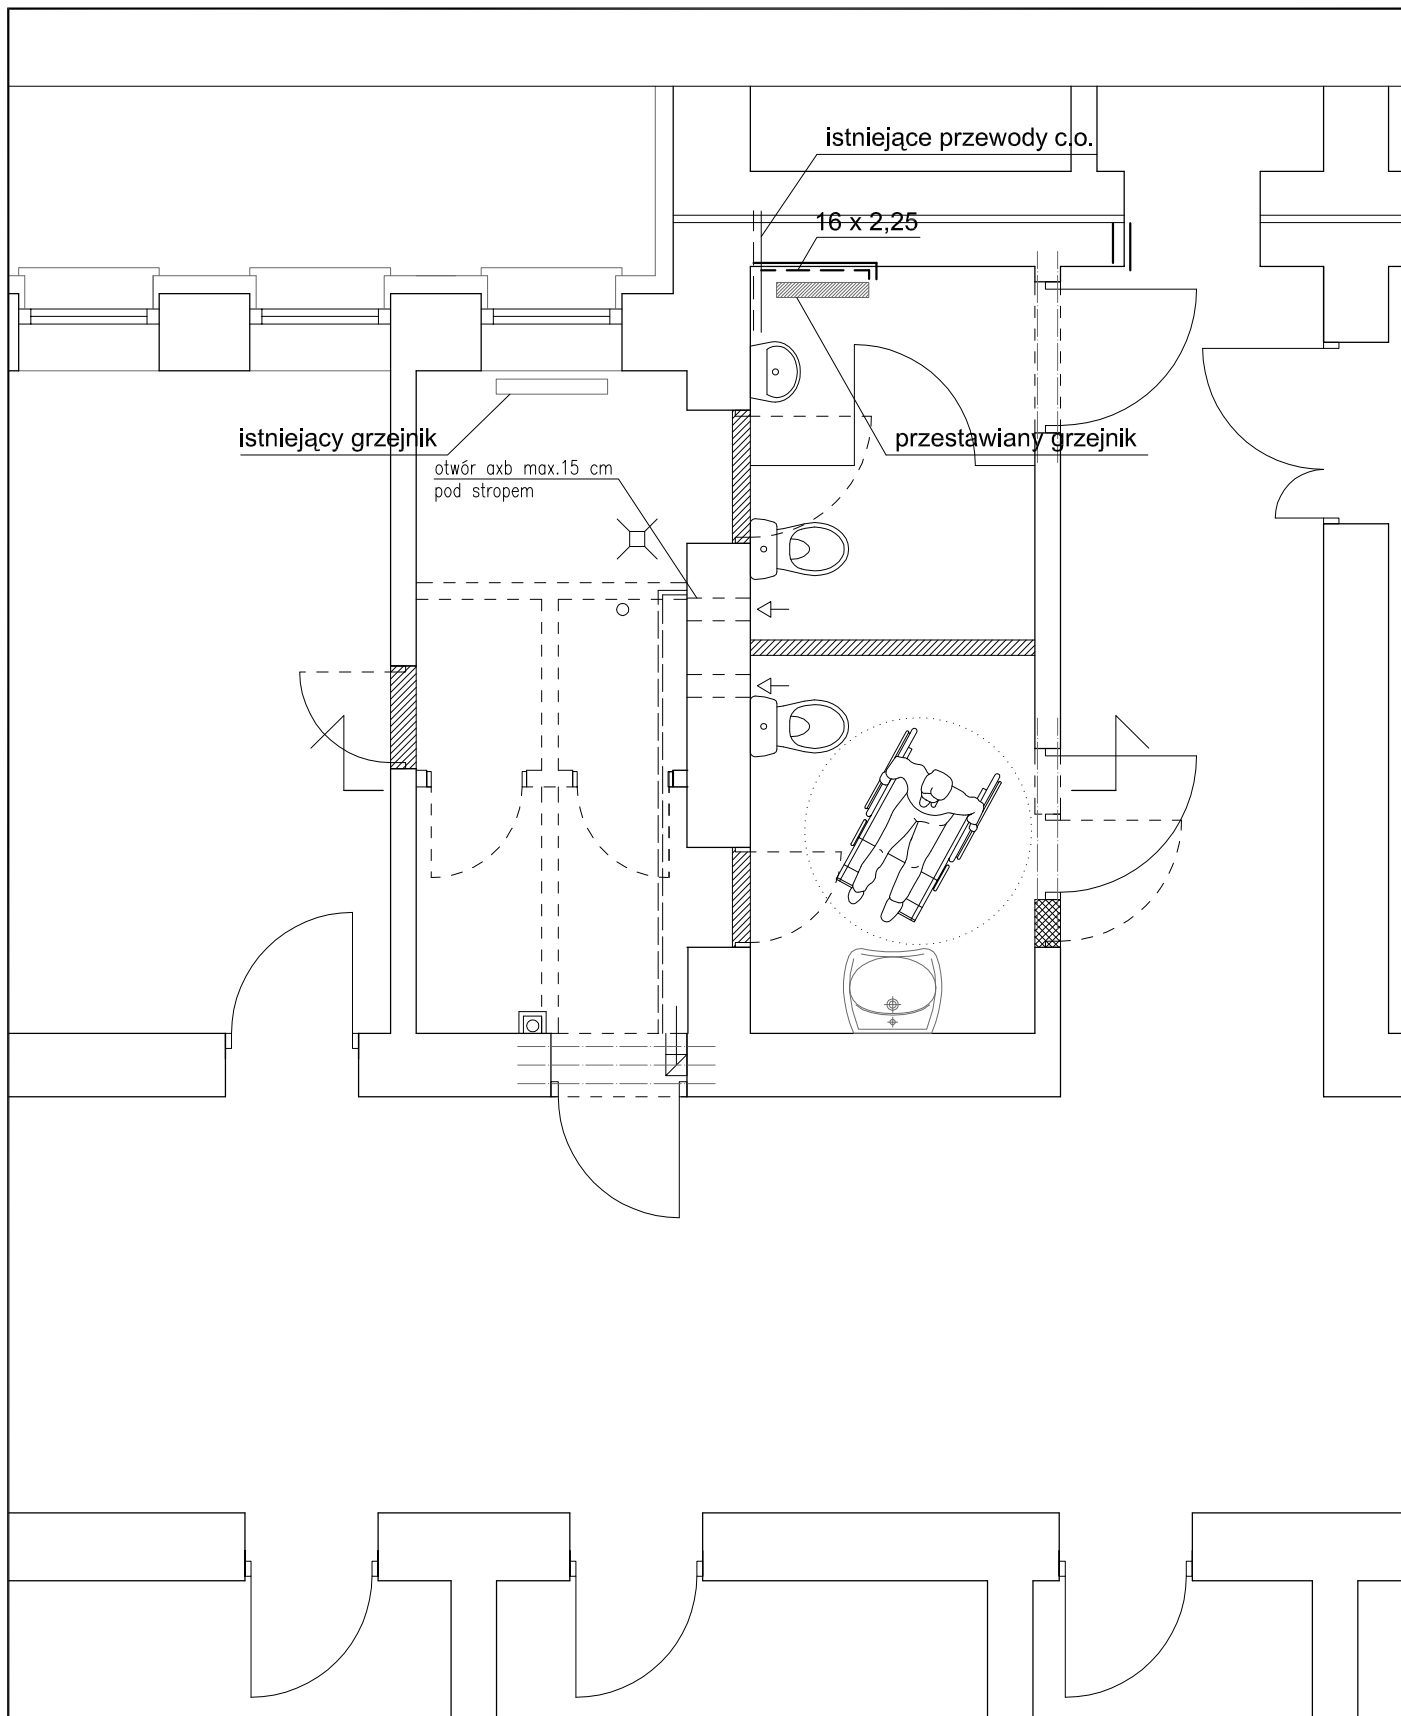 istniejące przewody c.o.
16 x 2,25
istniejący grzejnik
przestawiany grzejnik
otwór axb max.15 cm
pod stropem